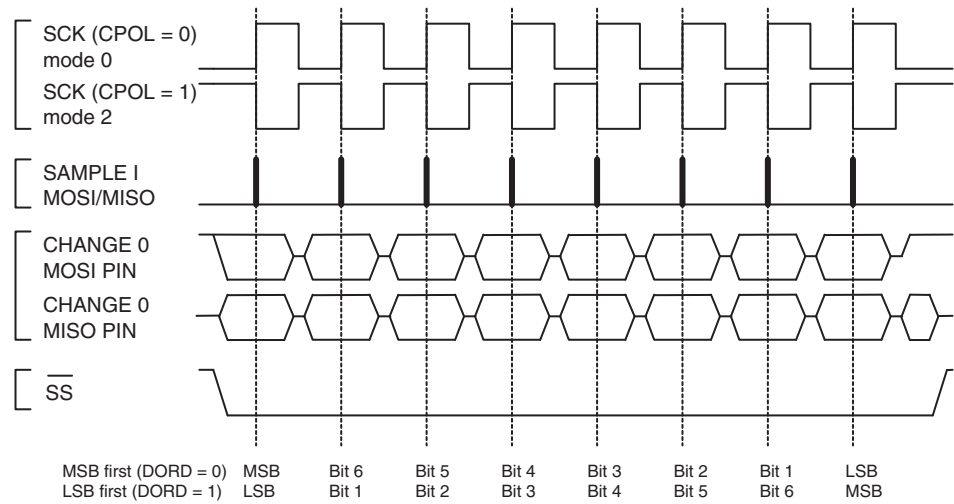 SCK (CPOL = 0)
mode 0
SCK (CPOL = 1)
mode 2
SAMPLE I
MOSI/MISO
CHANGE 0
MOSI PIN
CHANGE 0
MISO PIN
SS
MSB first (DORD = 0) MSB Bit 6 Bit 5 Bit 4 Bit 3 Bit 2 Bit 1 LSB
LSB first (DORD = 1) LSB Bit 1 Bit 2 Bit 3 Bit 4 Bit 5 Bit 6 MSB